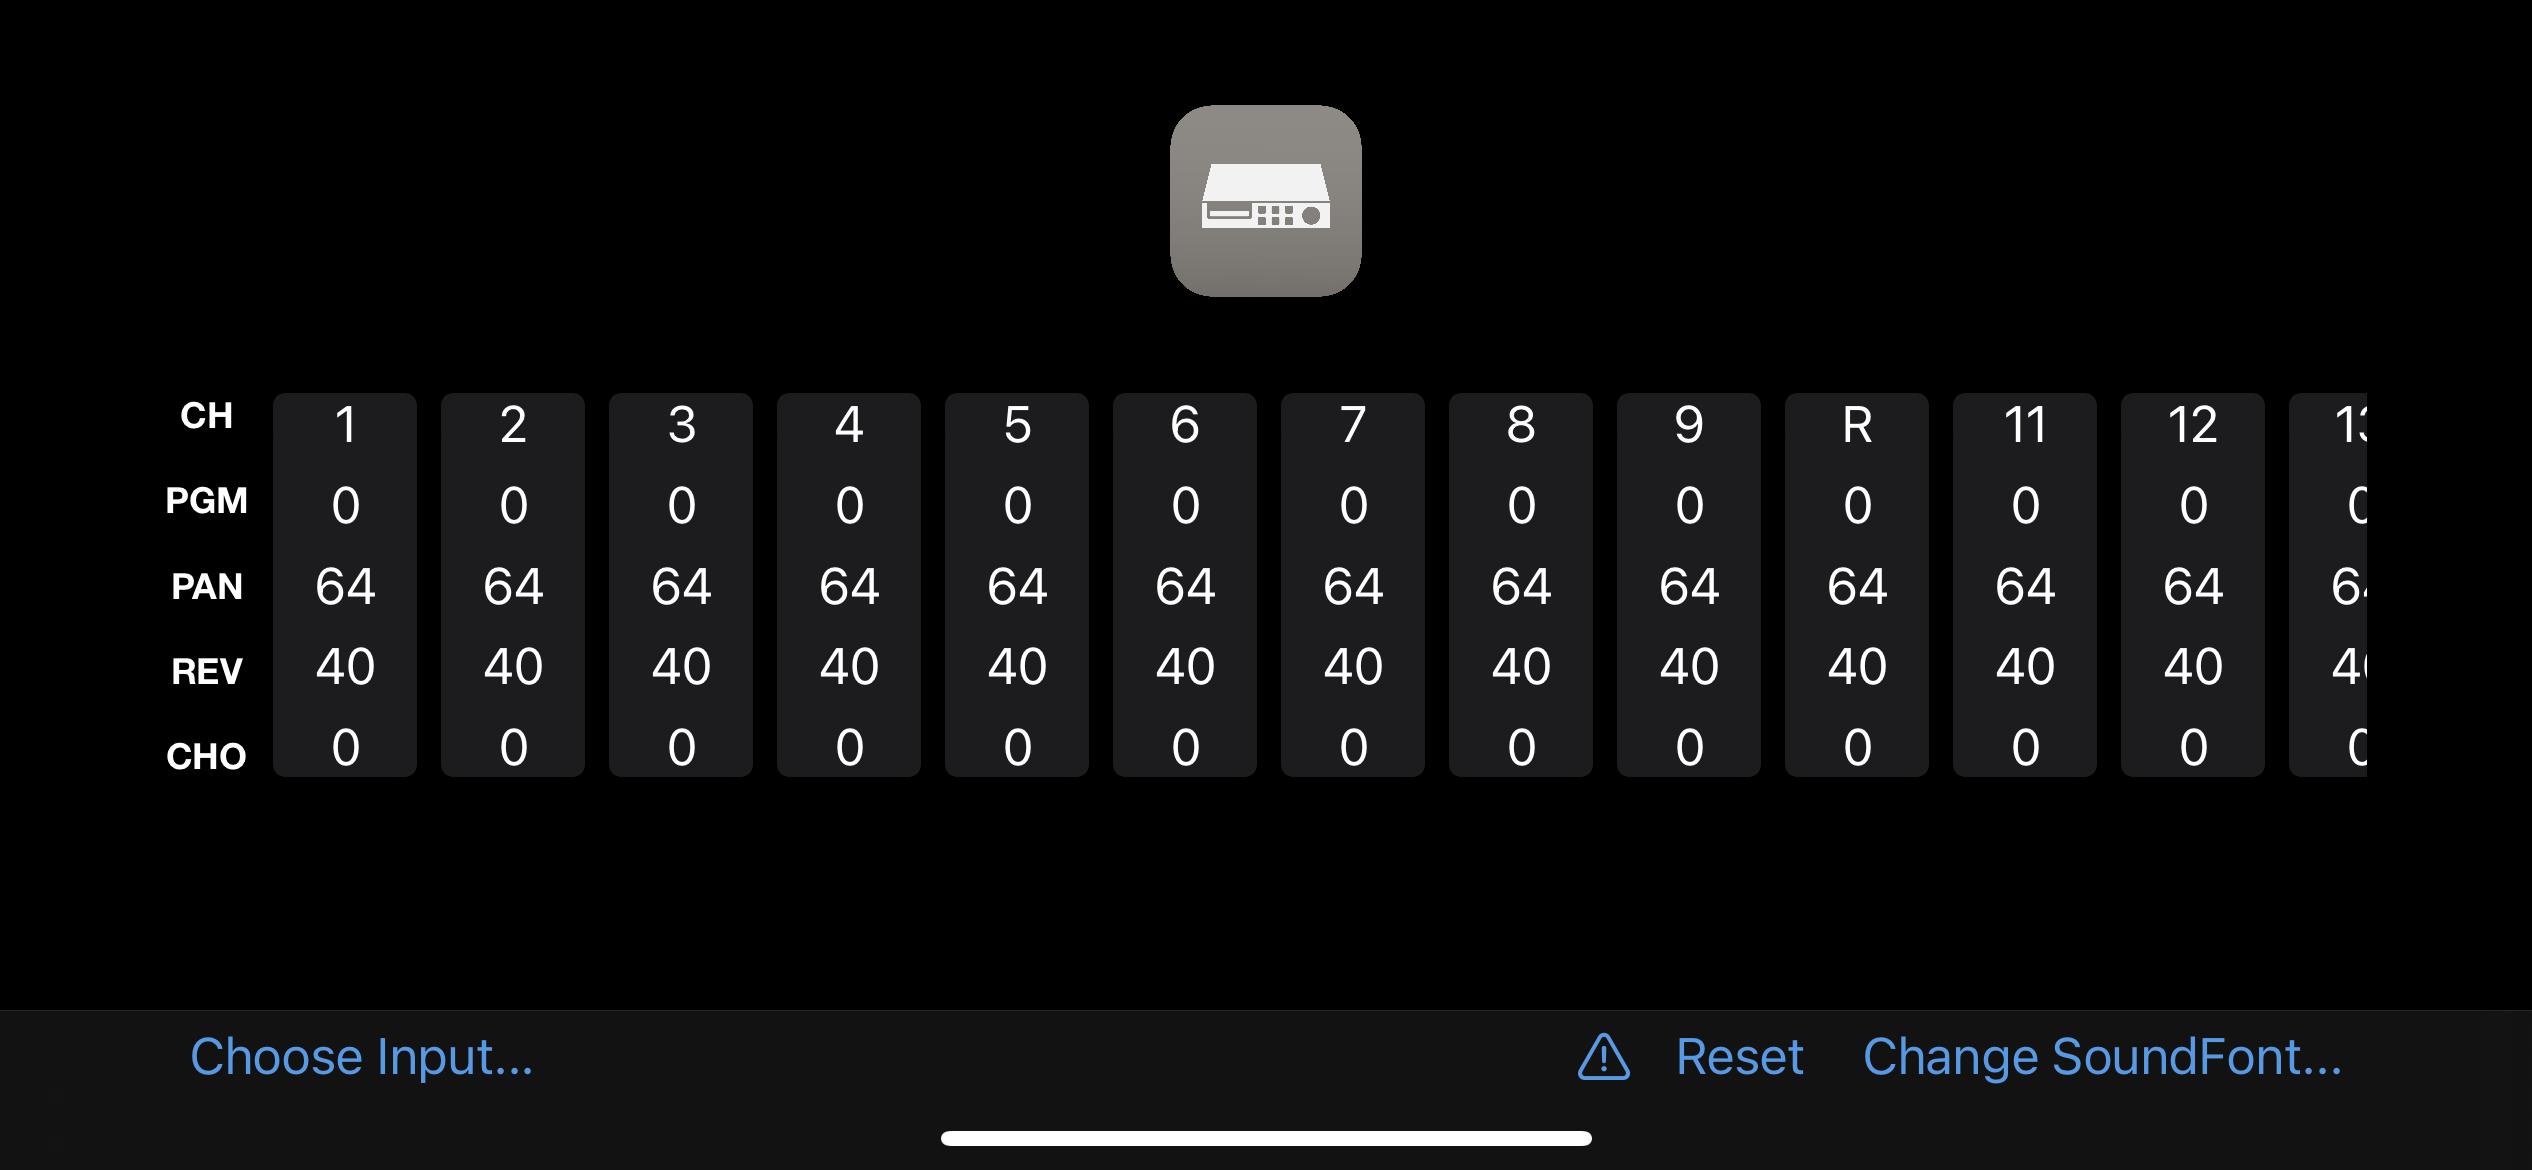 CH 1 2 3 4 5 6 7 8 9 R 11 12
PGM 0 0 0 0 0 0 0 0 0 0 0 0 0
PAN 64 64 64 64 64 64 64 64 64 64 64 64
REV 40 40 40 40 40 40 40 40 40 40 40 40
CHO 0 0 0 0 0 0 0 0 0 0 0 0 0
Choose Input... Reset Change SoundFont...